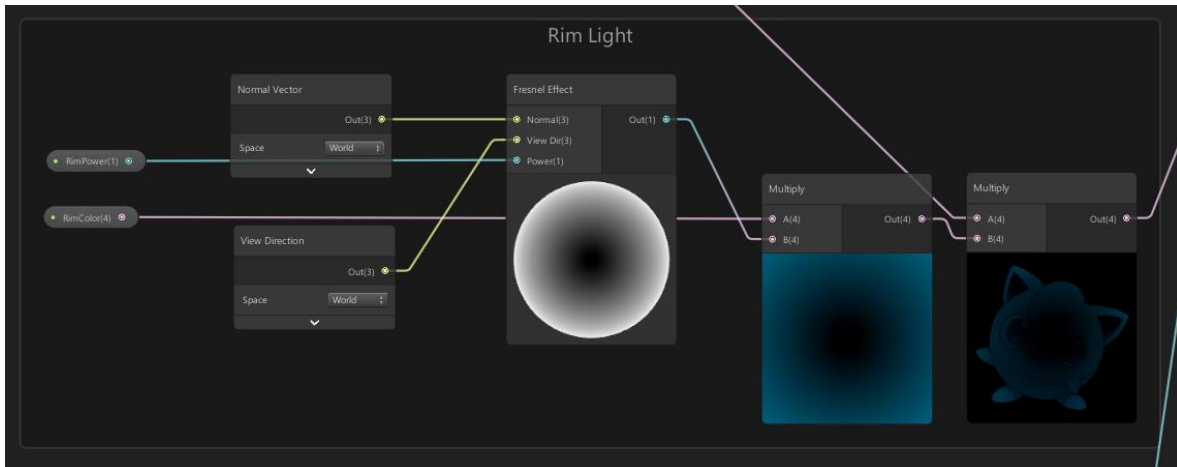 Rim Light
Normal Vector
Out(3)
Space World
RimPower(1)
RimColor(4)
View Direction
Out(3)
Space World
Fresnel Effect
Normal(3) Out(1)
View Dir(3)
Power(1)
Multiply
A(4) Out(4)
B(4)
Multiply
A(4) Out(4)
B(4)